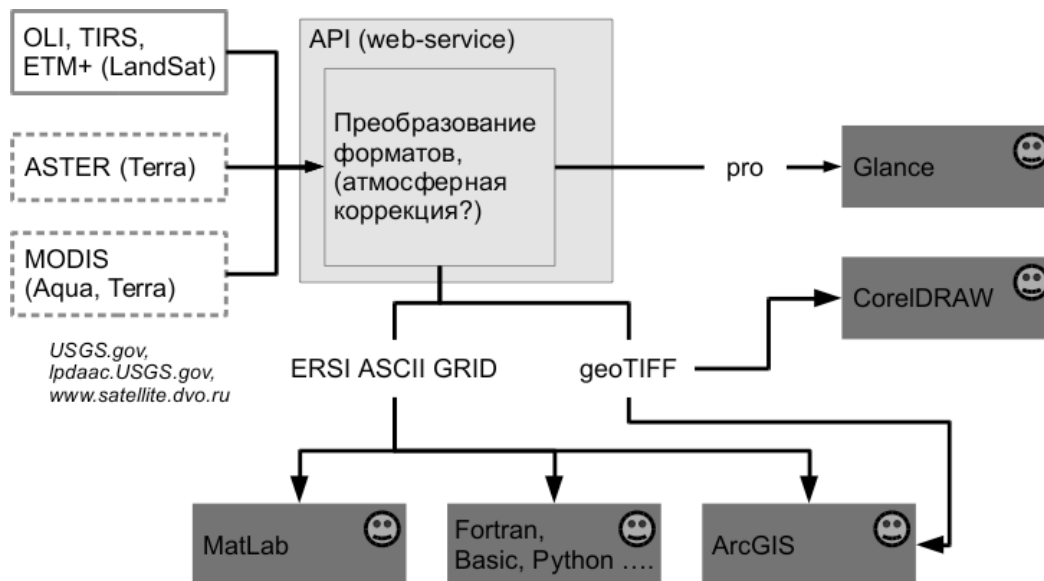 OLI, TIRS,
ETM+ (LandSat)
API (web-service)
Преобразование
форматов,
(атмосферная
коррекция?)
ASTER (Terra)
pro
Glance
MODIS
(Aqua, Terra)
CorelDRAW
USGS.gov,
lpdaac.USGS.gov,
www.satellite.dvo.ru
ERSI ASCII GRID
geoTIFF
MatLab
Fortran,
Basic, Python ....
ArcGIS